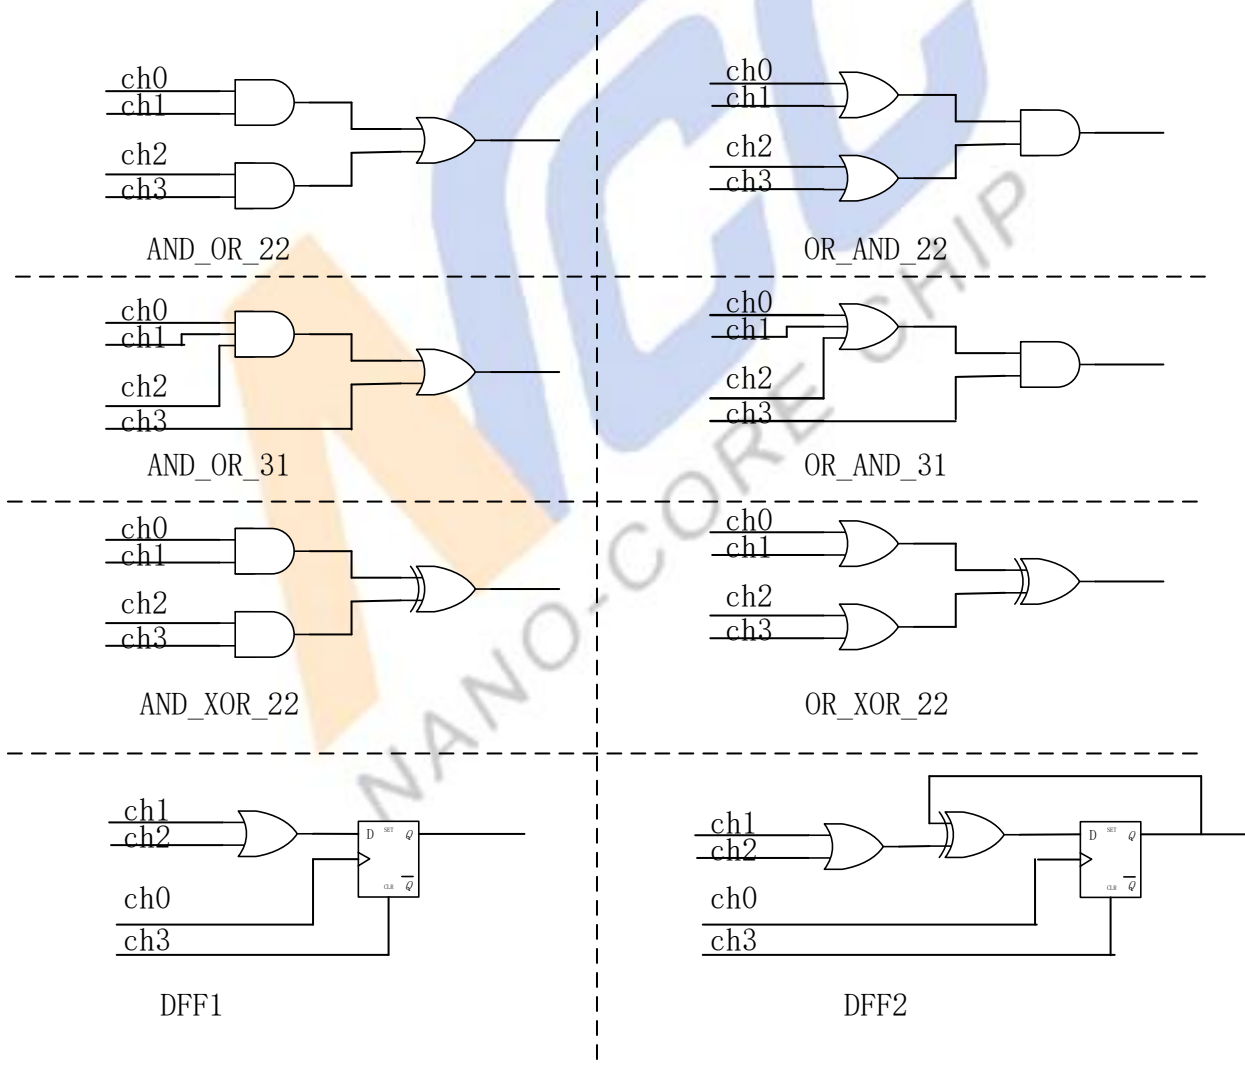 ch0
ch1
ch2
ch3
AND_OR_22
ch0
ch1
ch2
ch3
OR_AND_22
ch0
ch1
ch2
ch3
AND_OR_31
ch0
ch1
ch2
ch3
OR_AND_31
ch0
ch1
ch2
ch3
AND_XOR_22
ch0
ch1
ch2
ch3
OR_XOR_22
ch1
ch2
ch0
ch3
D SET Q
CLR Q
DFF1
ch1
ch2
ch0
ch3
D SET Q
CLR Q
DFF2
NANO-CORE CHIP